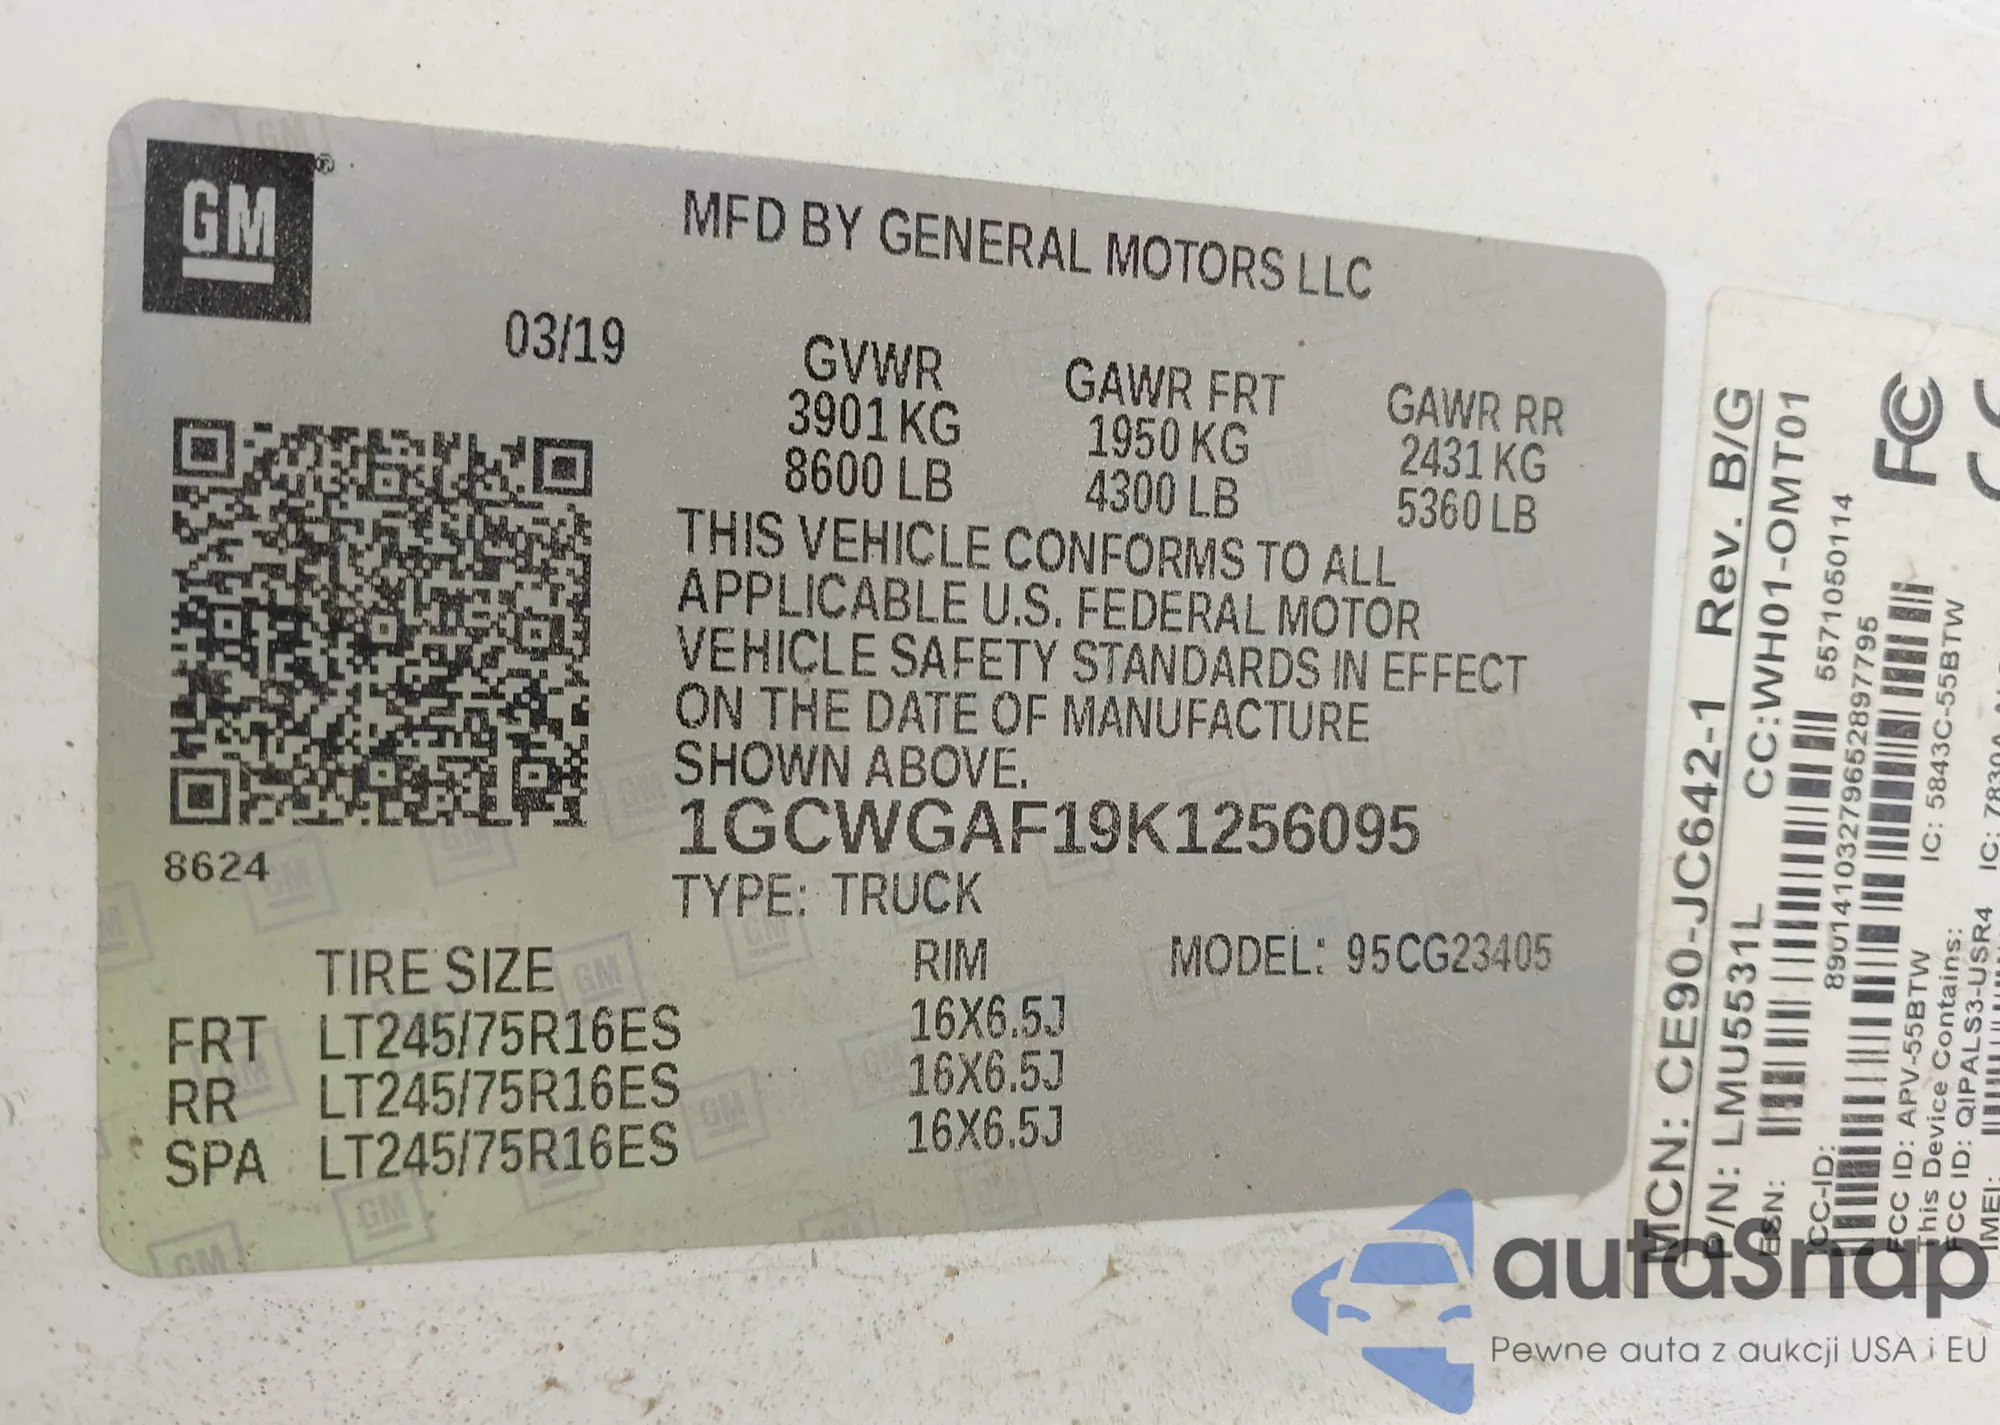 GM®
MFD BY GENERAL MOTORS LLC
03/19
GVWR GAWR FRT GAWR RR
3901 KG 1950 KG 2431 KG
8600 LB 4300 LB 5360 LB
THIS VEHICLE CONFORMS TO ALL
APPLICABLE U.S. FEDERAL MOTOR
VEHICLE SAFETY STANDARDS IN EFFECT
ON THE DATE OF MANUFACTURE
SHOWN ABOVE.
1GCWGAF19K1256095
8624
TYPE: TRUCK
TIRE SIZE RIM MODEL: 95CG23405
FRT LT245/75R16ES 16X6.5J
RR LT245/75R16ES 16X6.5J
SPA LT245/75R16ES 16X6.5J
MCN: CE90-JC642-1 Rev. B/G
P/N: LMU5531L CC:WH01-OMT01
ESN: 5571050114
ICC-ID: 89014103279652897795
FCC ID: APV-55BTW IC: 5843C-55BTW
This Device Contains:
FCC ID: QIPALS3-USR4 IC: 7830A
IMEI:
FC
autoSnap
Pewne auta z aukcji USA i EU